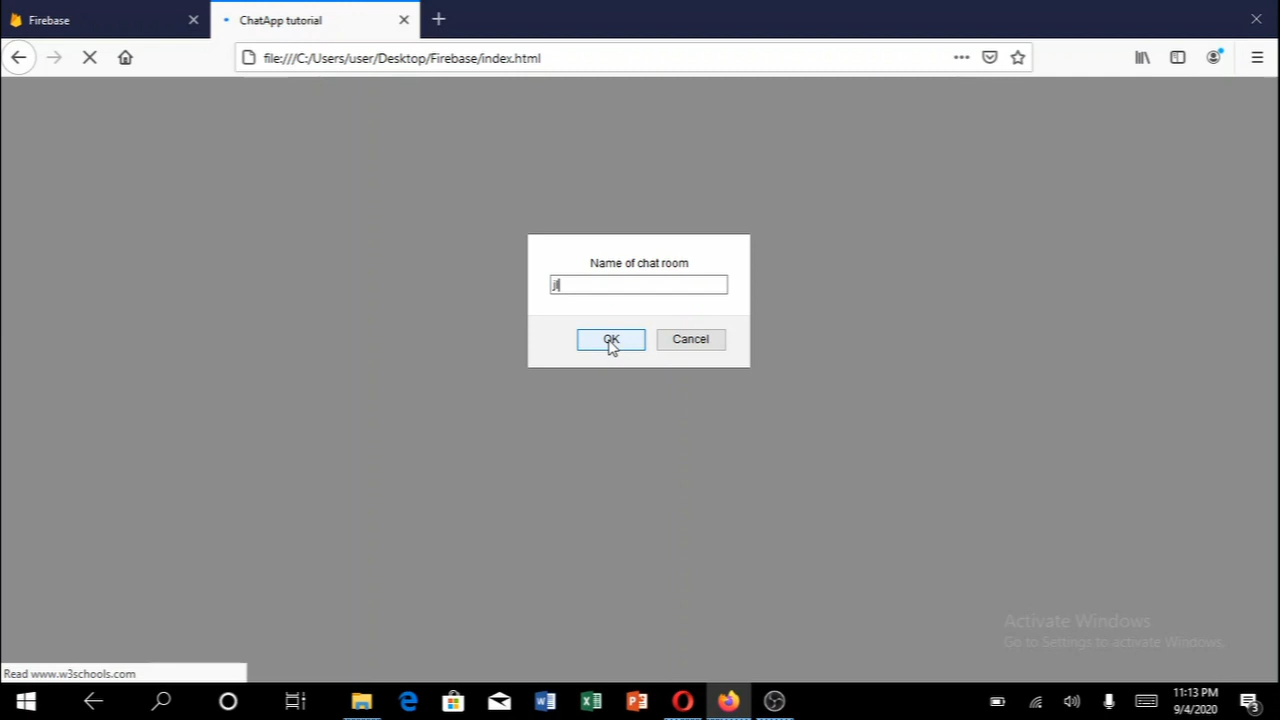 Firebase
ChatApp tutorial
file:///C:/Users/user/Desktop/Firebase/index.html
Name of chat room
OK
Cancel
Activate Windows
Go to Settings to activate Windows.
Read www.w3schools.com
11:13 PM
9/4/2020
3